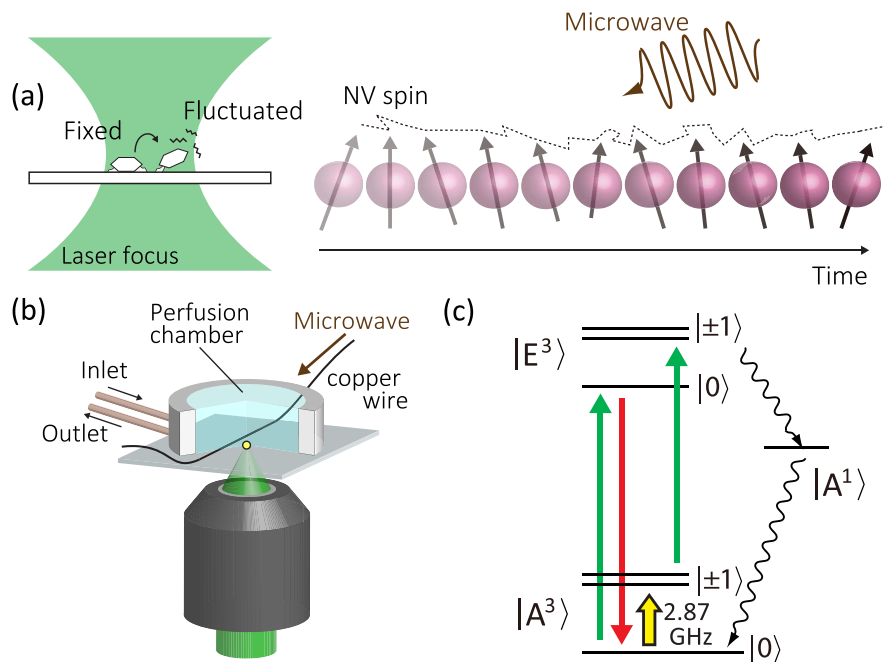 (a)
Fixed
Fluctuated
Laser focus
Microwave
NV spin
Time
(b)
Perfusion
chamber
Microwave
Inlet
copper
wire
Outlet
(c)
|±1⟩
|E³⟩
|0⟩
|A¹⟩
|±1⟩
|A³⟩
2.87
GHz
|0⟩